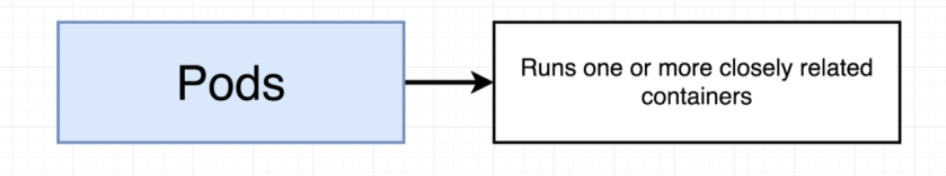 Pods
Runs one or more closely related
containers